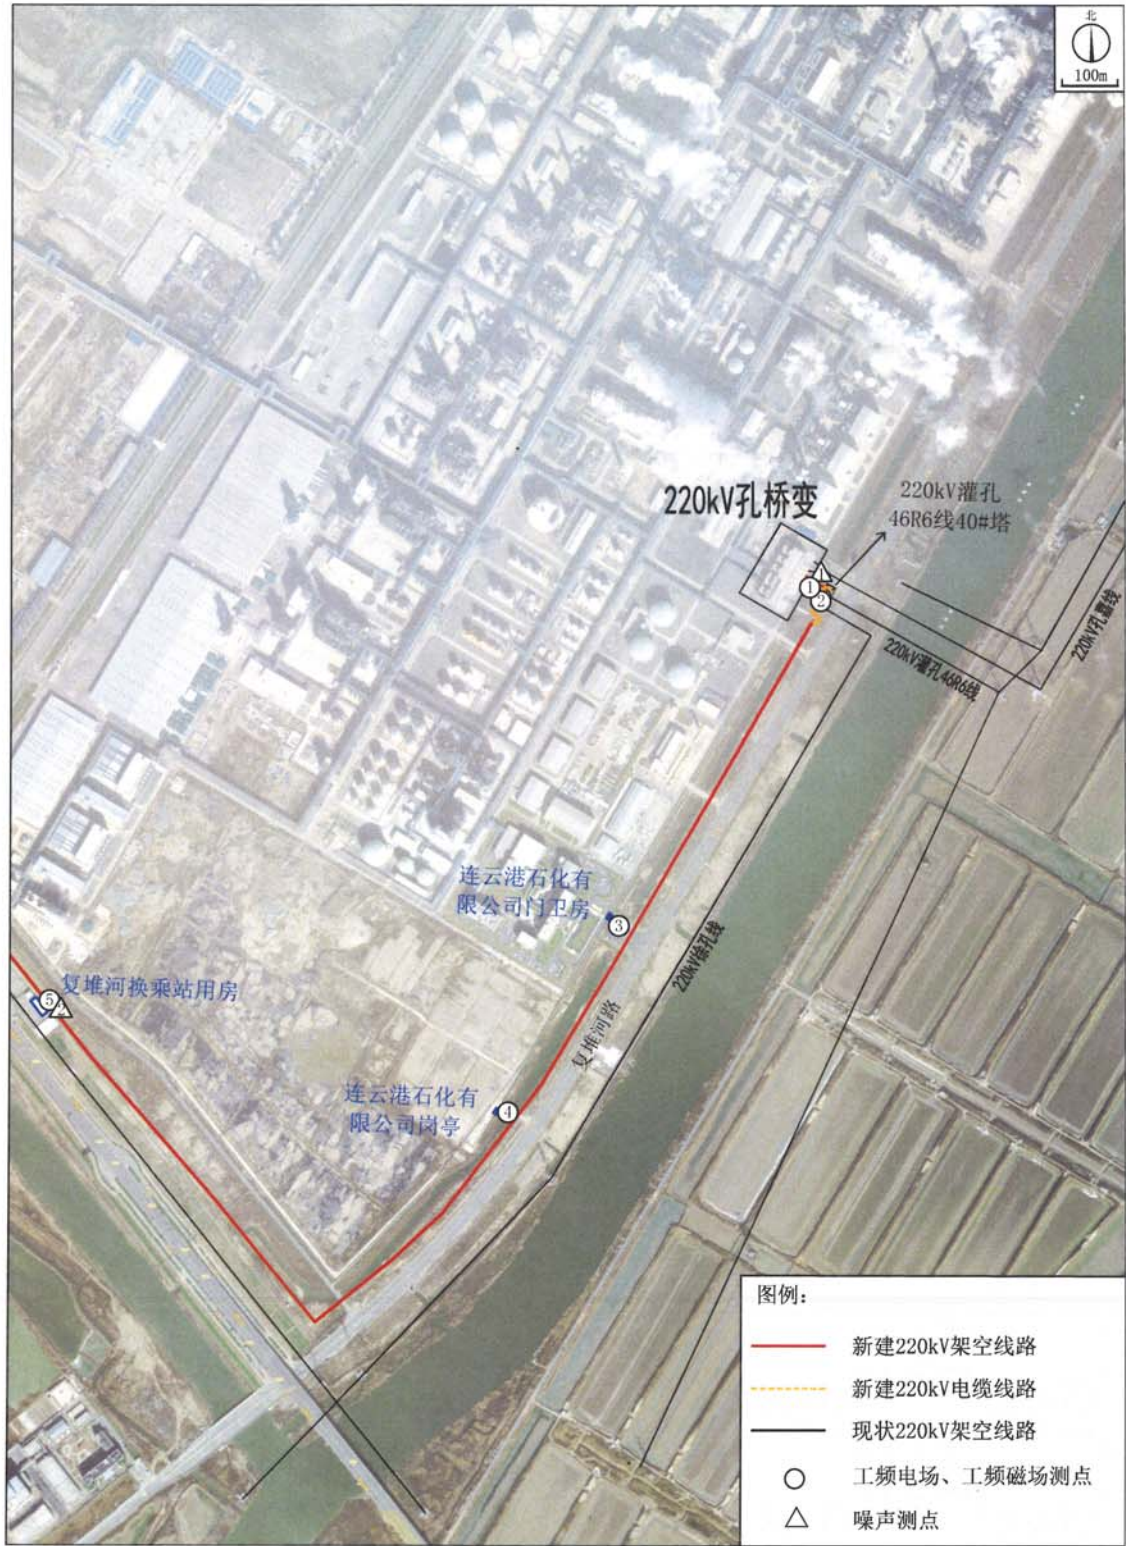 北
100m
220kV孔桥变
220kV灌孔
46R6线40#塔
1
①
②
220kV灌孔46R6线
220kV孔霸线
连云港石化有
限公司门卫房
③
220kV徐孔线
复堆河换乘站用房
⑤
2
复堆河路
连云港石化有
限公司岗亭
④
图例：
新建220kV架空线路
新建220kV电缆线路
现状220kV架空线路
工频电场、工频磁场测点
噪声测点